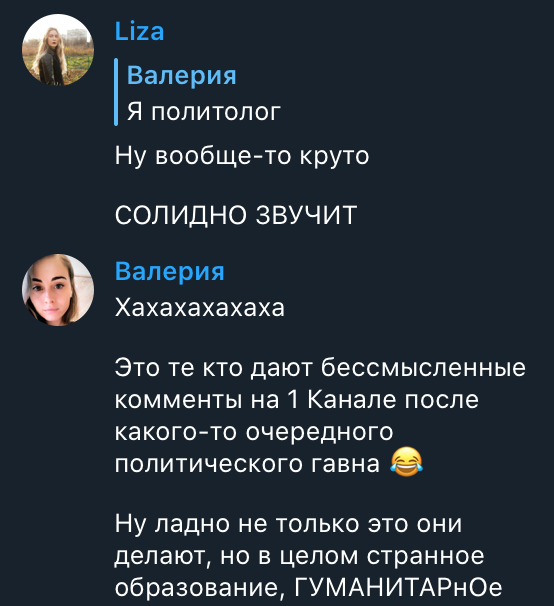 Liza
Валерия
Я политолог
Ну вообще-то круто
СОЛИДНО ЗВУЧИТ
Валерия
Хахахахахаха
Это те кто дают бессмысленные
комменты на 1 Канале после
какого-то очередного
политического гавна 😂
Ну ладно не только это они
делают, но в целом странное
образование, ГУМАНИТАРнОе